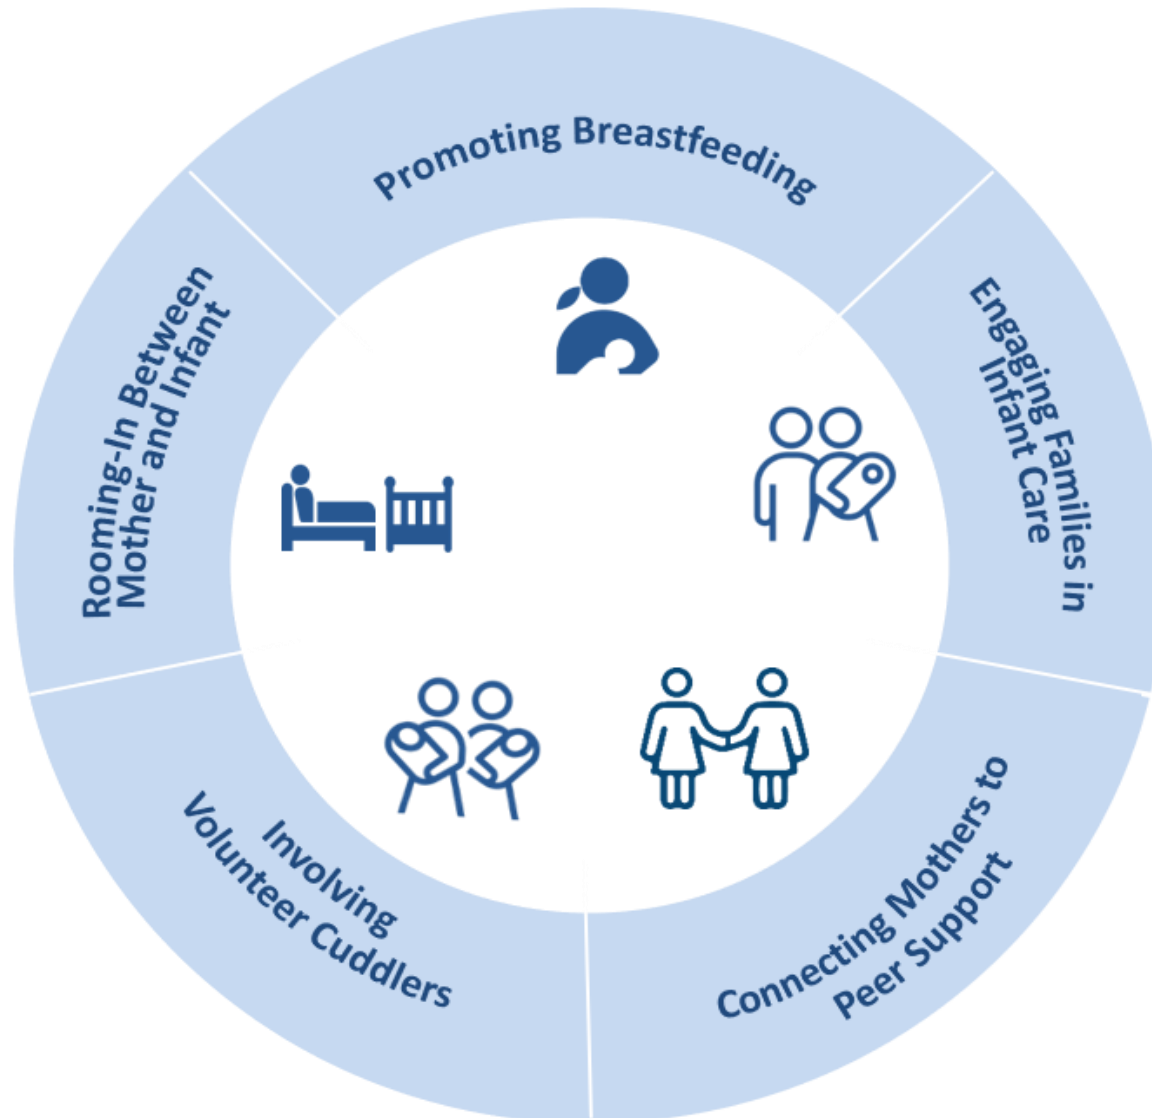 Promoting Breastfeeding
Engaging Families in
Infant Care
Connecting Mothers to
Peer Support
Involving
Volunteer Cuddlers
Rooming-In Between
Mother and Infant